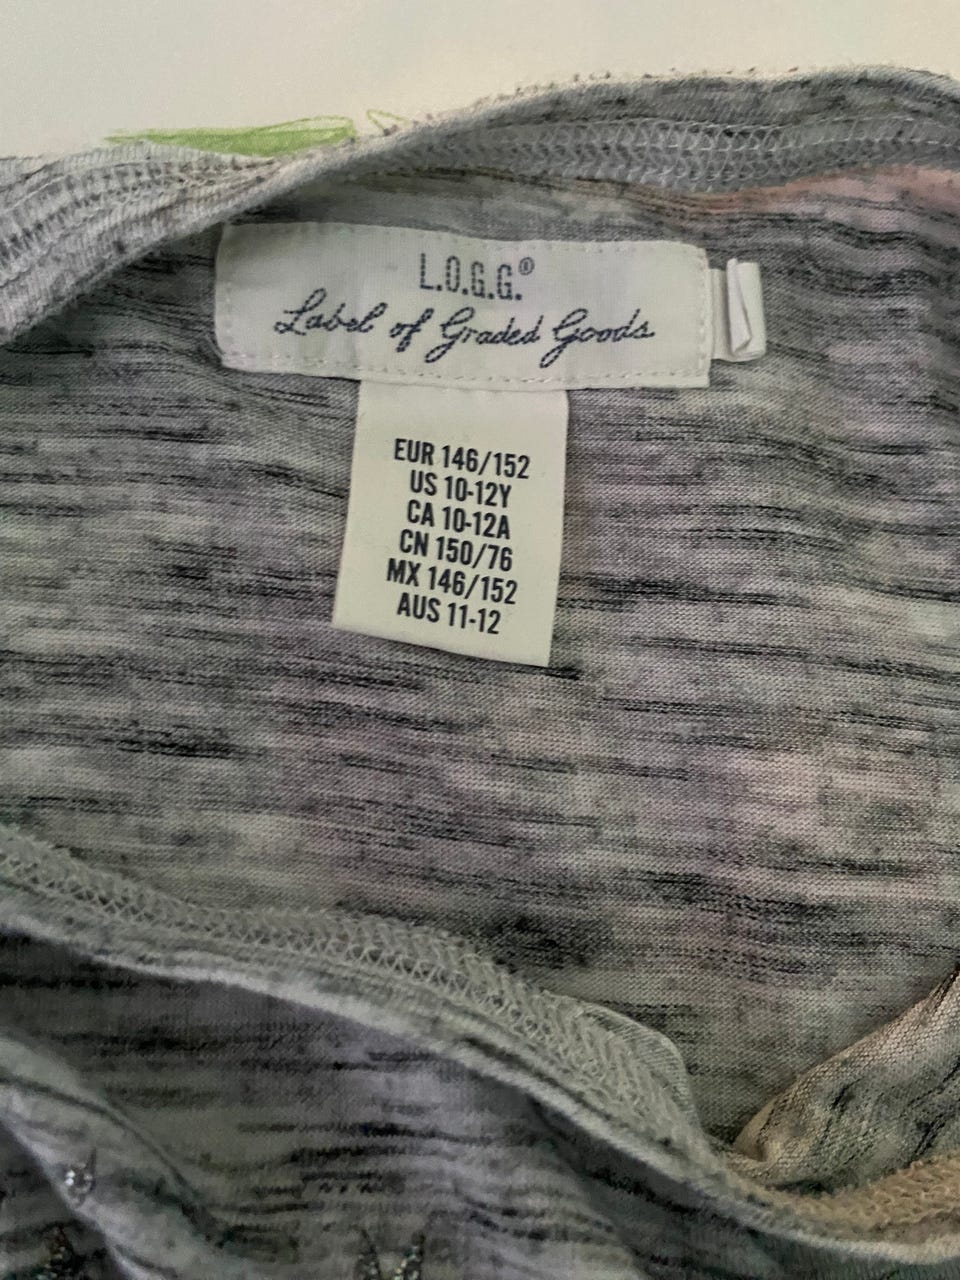 L.O.G.G.®
Label of Graded Goods
EUR 146/152
US 10-12Y
CA 10-12A
CN 150/76
MX 146/152
AUS 11-12